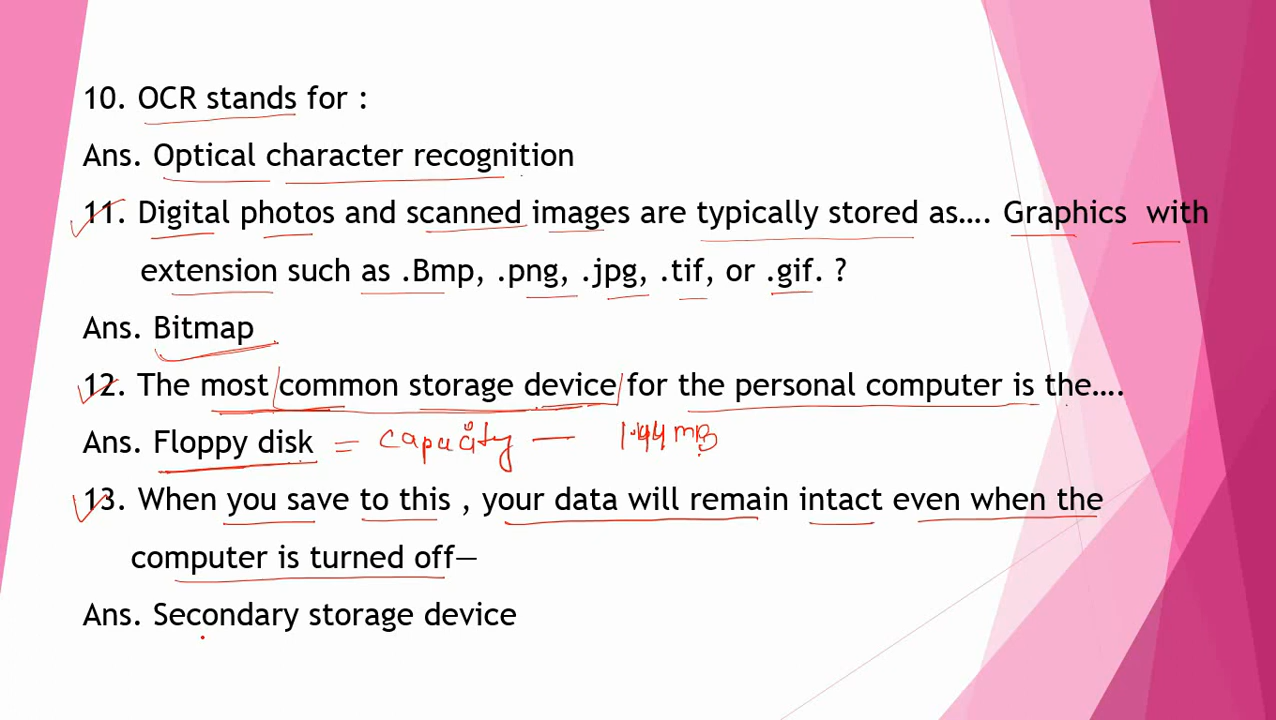 10. OCR stands for :
Ans. Optical character recognition
11. Digital photos and scanned images are typically stored as.... Graphics with
extension such as .Bmp, .png, .jpg, .tif, or .gif. ?
Ans. Bitmap
12. The most common storage device for the personal computer is the....
Ans. Floppy disk = capacity — 1.44 MB
13. When you save to this , your data will remain intact even when the
computer is turned off—
Ans. Secondary storage device